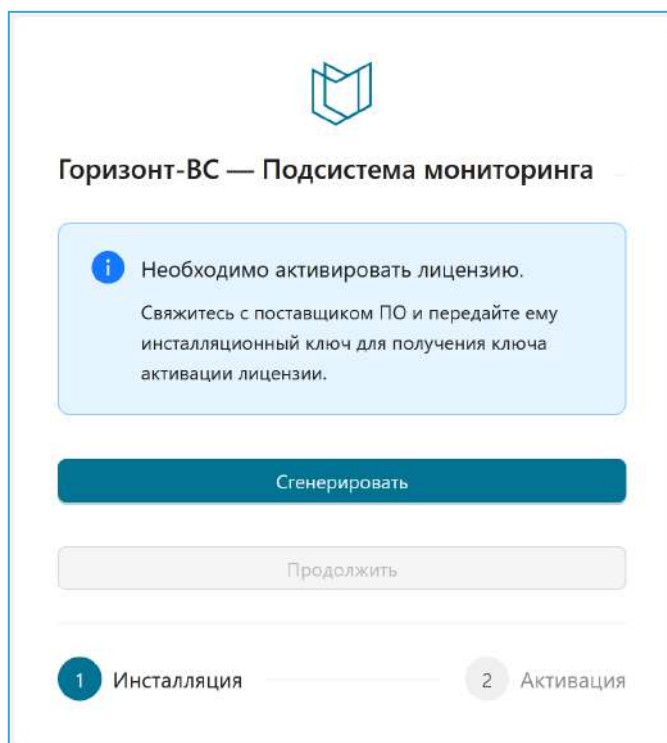 Горизонт-ВС — Подсистема мониторинга
Необходимо активировать лицензию.
Свяжитесь с поставщиком ПО и передайте ему
инсталляционный ключ для получения ключа
активации лицензии.
Сгенерировать
Продолжить
1 Инсталляция 2 Активация